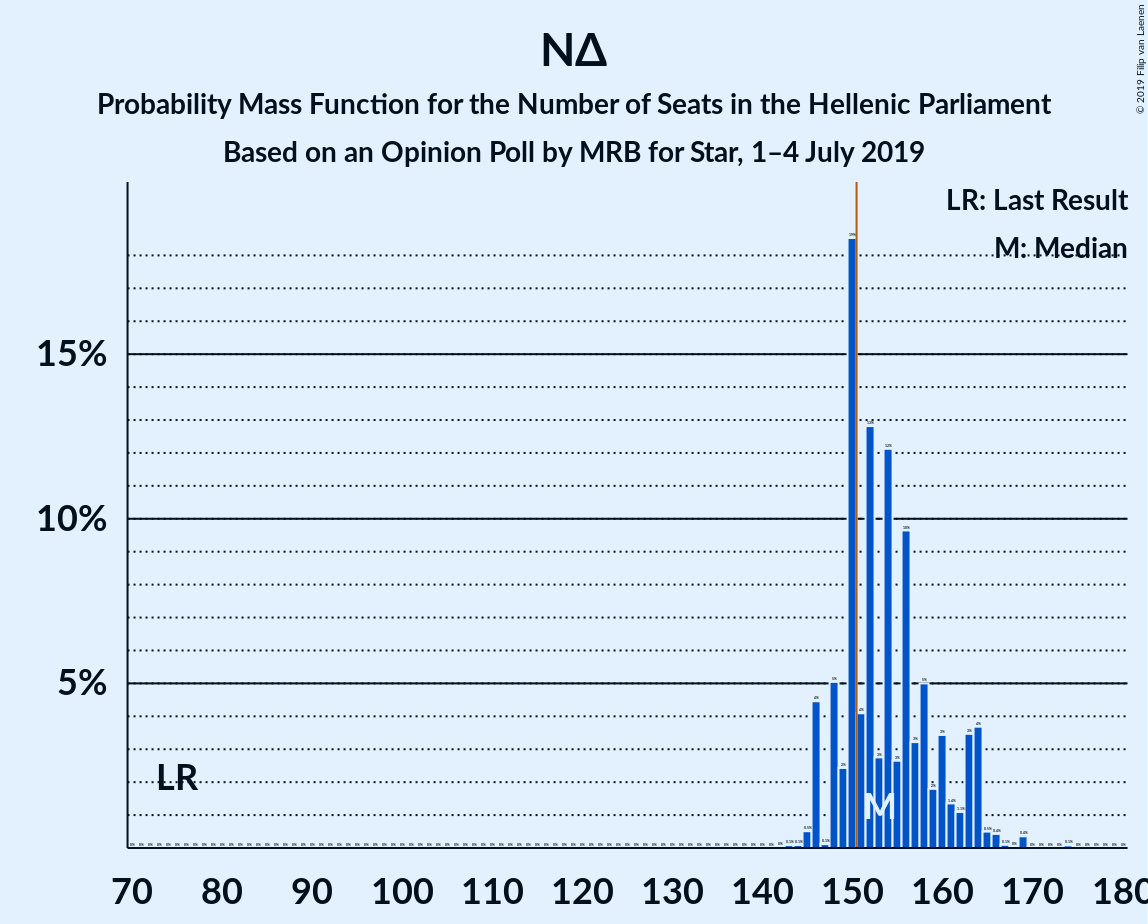 NΔ
Probability Mass Function for the Number of Seats in the Hellenic Parliament
Based on an Opinion Poll by MRB for Star, 1–4 July 2019
© 2019 Filip van Laenen
LR: Last Result
M: Median
15%
10%
5%
LR
M
70 80 90 100 110 120 130 140 150 160 170 180